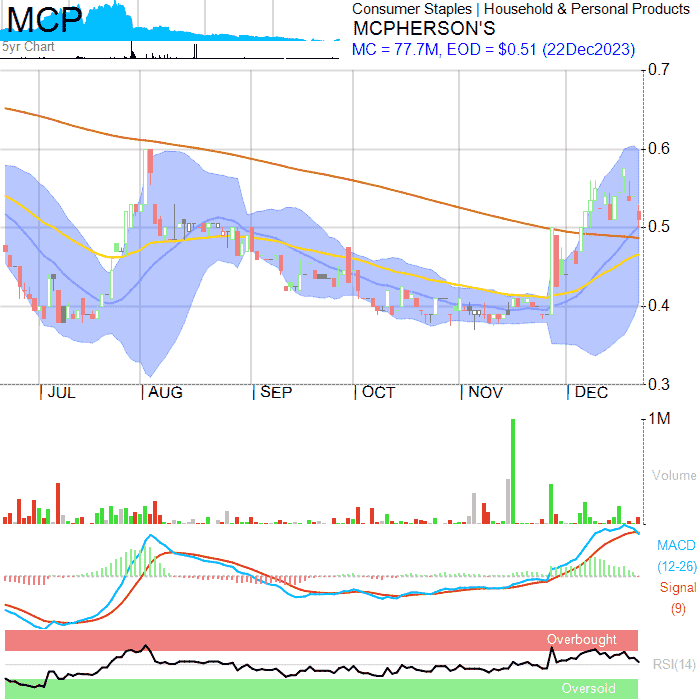 MCP
5yr Chart
Consumer Staples | Household & Personal Products
MCPHERSON'S
MC = 77.7M, EOD = $0.51 (22Dec2023)
0.7
0.6
0.5
0.4
0.3
JUL AUG SEP OCT NOV DEC
1M
Volume
MACD
(12-26)
Signal
(9)
Overbought
RSI(14)
Oversold